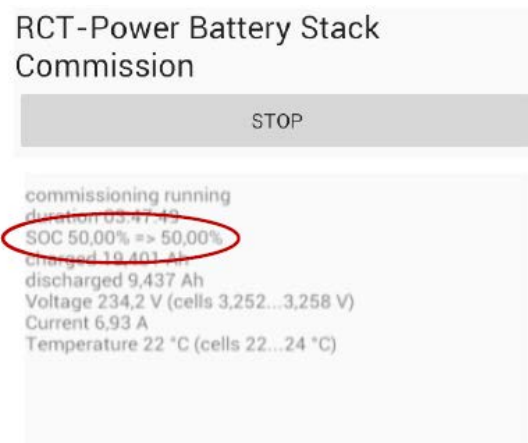 RCT-Power Battery Stack
Commission
STOP
commissioning running
duration 03:47:49
SOC 50,00% => 50,00%
charged 19,401 Ah
discharged 9,437 Ah
Voltage 234,2 V (cells 3,252...3,258 V)
Current 6,93 A
Temperature 22 °C (cells 22...24 °C)